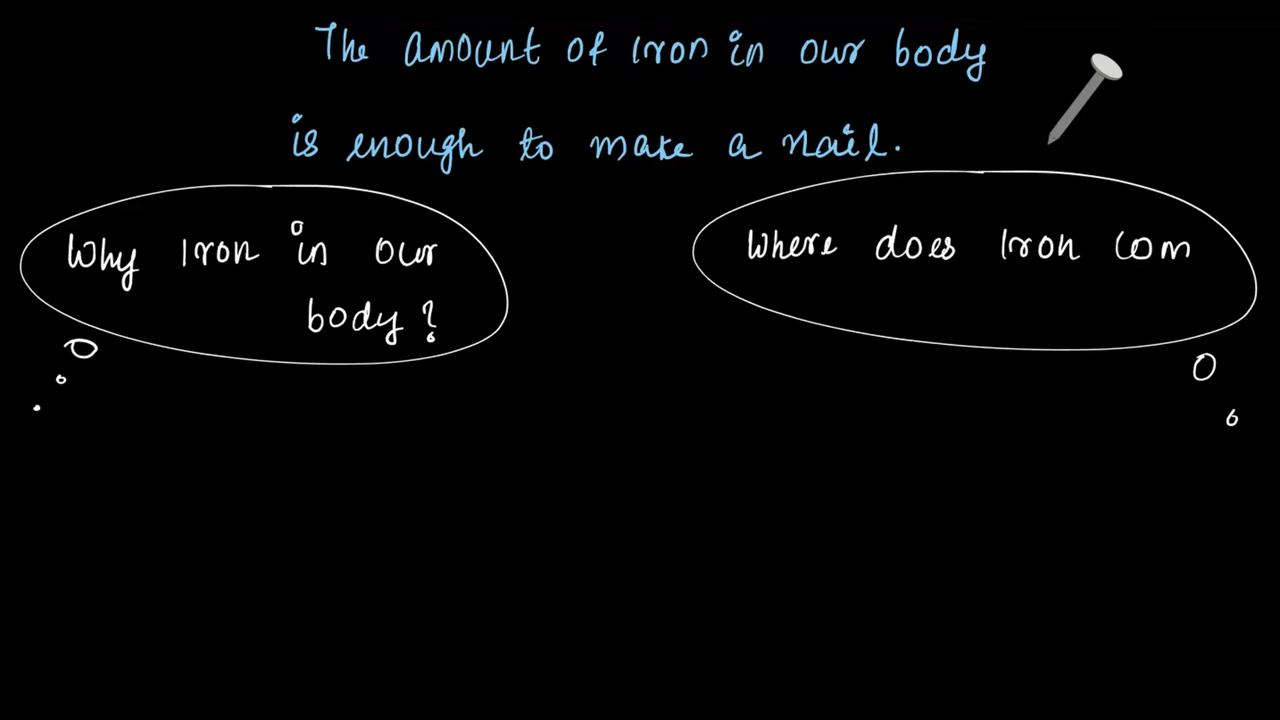 The amount of Iron in our body
is enough to make a nail.
Why Iron in our
body?
Where does Iron com